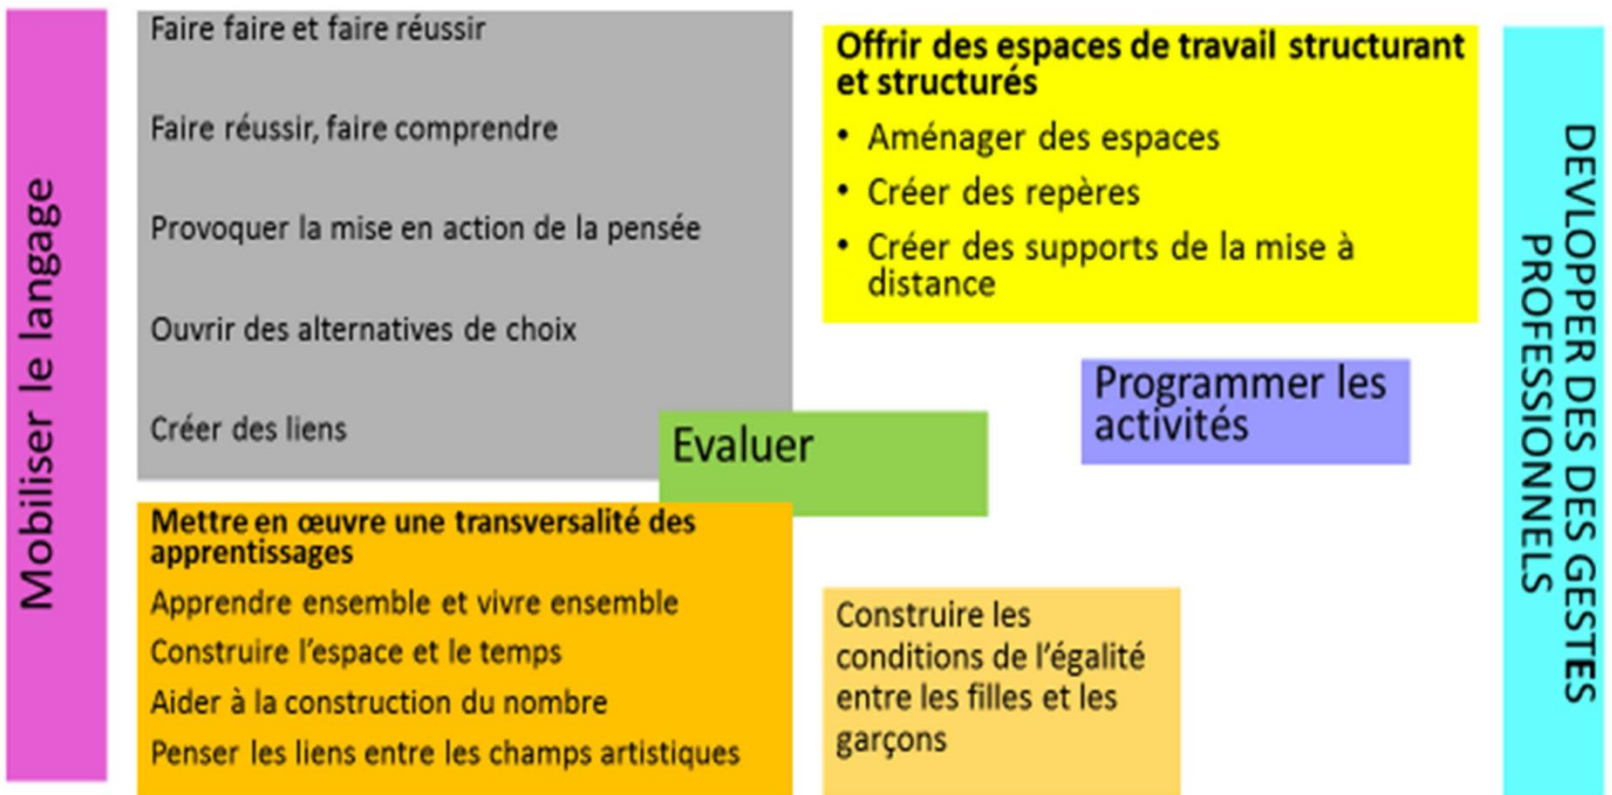 Mobiliser le langage
Faire faire et faire réussir
Faire réussir, faire comprendre
Provoquer la mise en action de la pensée
Ouvrir des alternatives de choix
Créer des liens
Mettre en œuvre une transversalité des
apprentissages
Apprendre ensemble et vivre ensemble
Construire l’espace et le temps
Aider à la construction du nombre
Penser les liens entre les champs artistiques
Evaluer
Offrir des espaces de travail structurant
et structurés
• Aménager des espaces
• Créer des repères
• Créer des supports de la mise à
distance
Programmer les
activités
Construire les
conditions de l’égalité
entre les filles et les
garçons
DEVLOPPER DES DES GESTES
PROFESSIONNELS